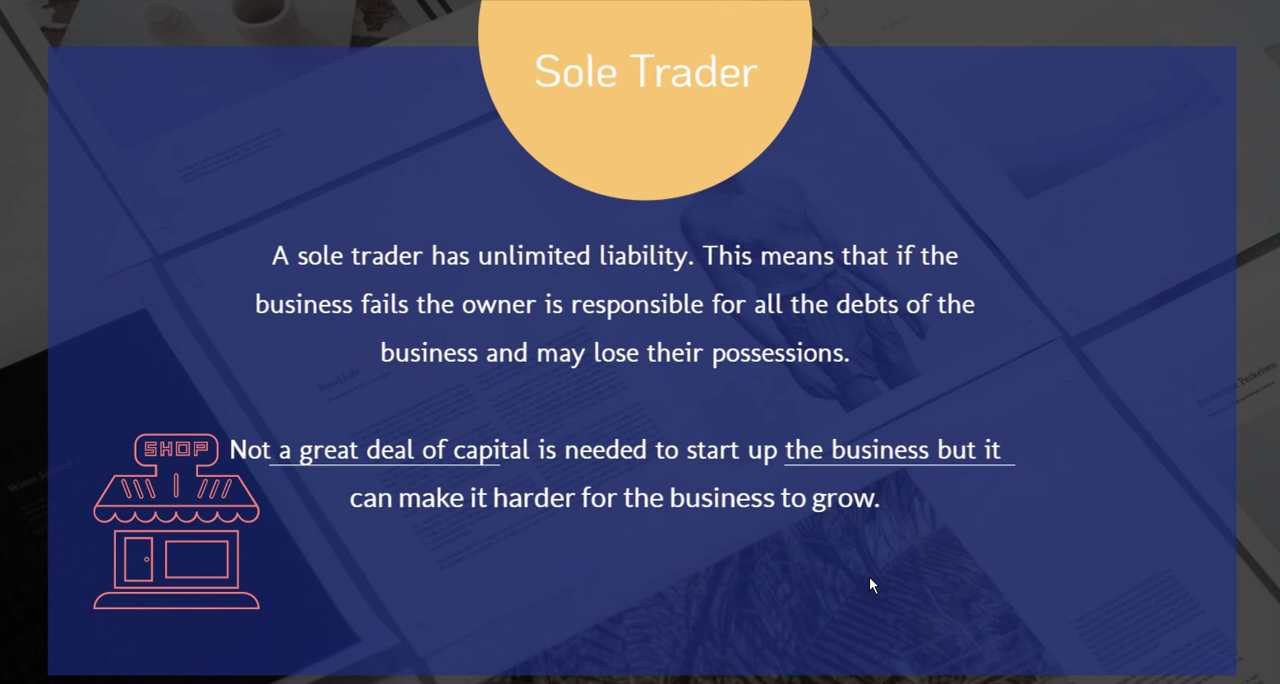 Sole Trader
A sole trader has unlimited liability. This means that if the
business fails the owner is responsible for all the debts of the
business and may lose their possessions.
SHOP
Not a great deal of capital is needed to start up the business but it
can make it harder for the business to grow.